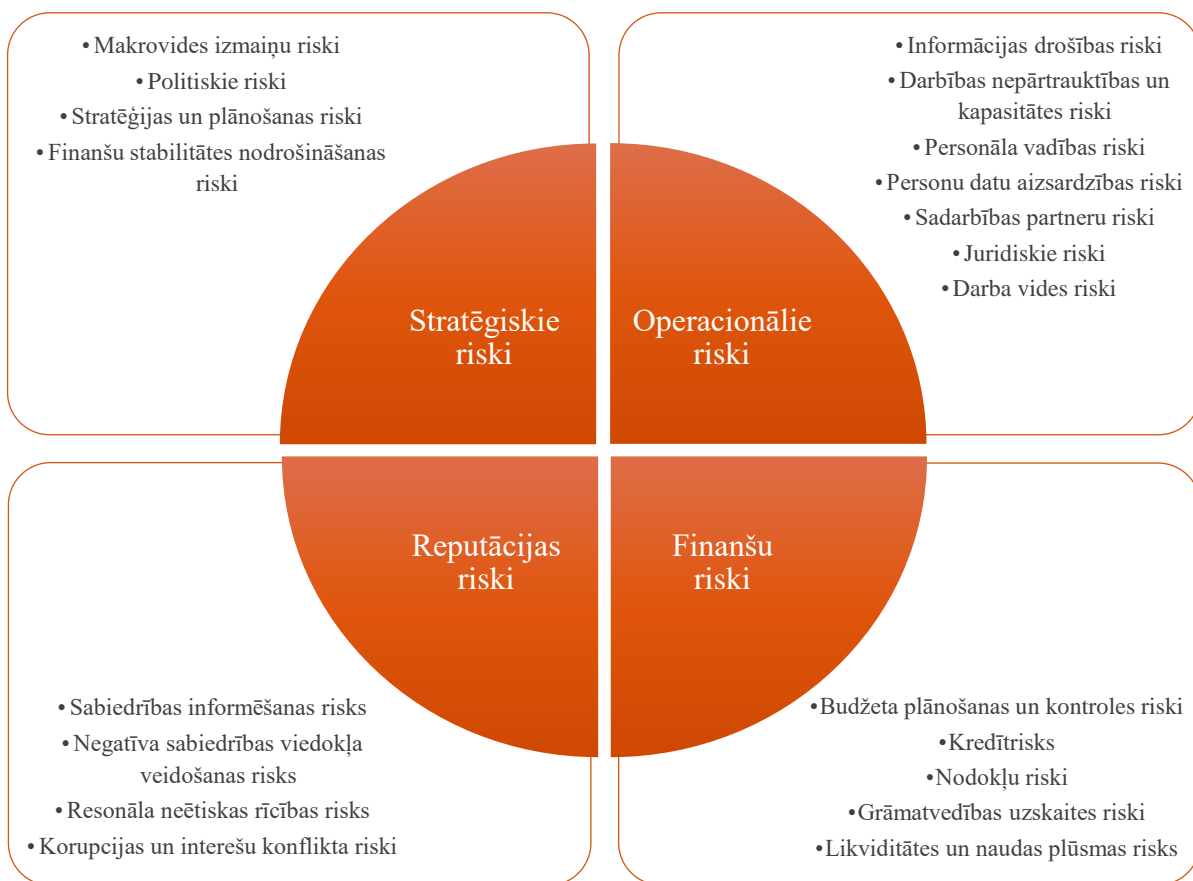 • Makrovides izmaiņu riski
• Politiskie riski
• Stratēģijas un plānošanas riski
• Finanšu stabilitātes nodrošināšanas
riski
• Informācijas drošības riski
• Darbības nepārtrauktības un
kapasitātes riski
• Personāla vadības riski
• Personu datu aizsardzības riski
• Sadarbības partneru riski
• Juridiskie riski
• Darba vides riski
Stratēgiskie
riski
Operacionālie
riski
Reputācijas
riski
Finanšu
riski
• Sabiedrības informēšanas risks
• Negatīva sabiedrības viedokļa
veidošanas risks
• Resonāla neētiskas rīcības risks
• Korupcijas un interešu konflikta riski
• Budžeta plānošanas un kontroles riski
• Kredītrisks
• Nodokļu riski
• Grāmatvedības uzskaites riski
• Likviditātes un naudas plūsmas risks